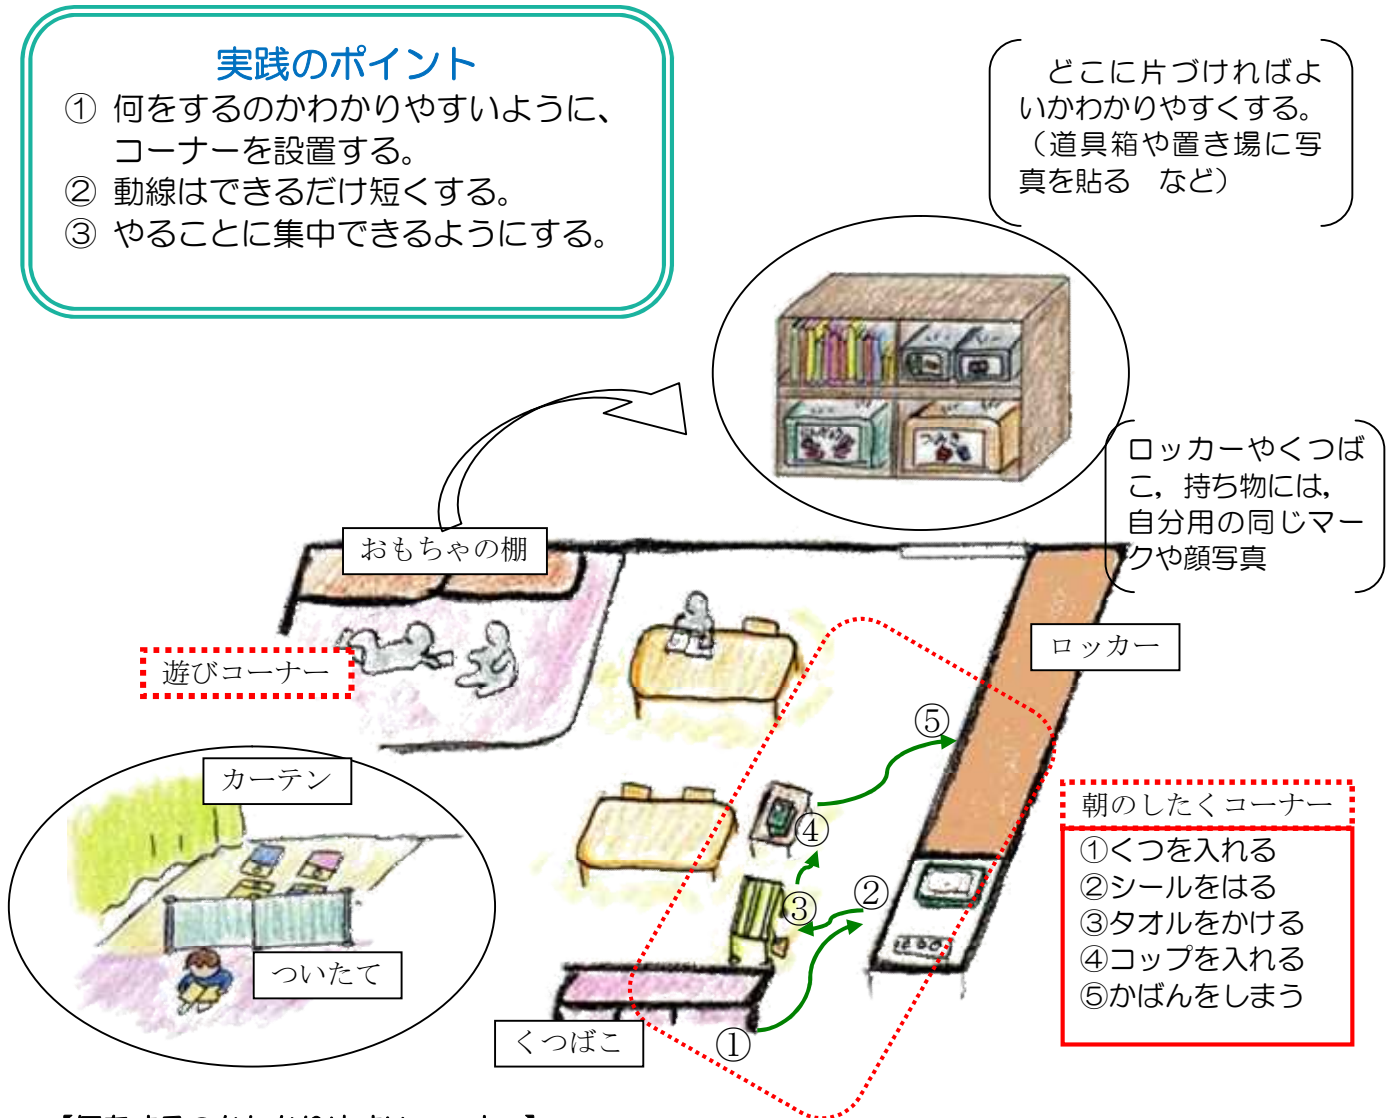 実践のポイント
① 何をするのかわかりやすいように、
コーナーを設置する。
② 動線はできるだけ短くする。
③ やることに集中できるようにする。
どこに片づければよ
いかわかりやすくする。
（道具箱や置き場に写
真を貼る　など）
ロッカーやくつば
こ，持ち物には，
自分用の同じマー
クや顔写真
おもちゃの棚
遊びコーナー
ロッカー
カーテン
ついたて
くつばこ
①
②
③
④
⑤
朝のしたくコーナー
①くつを入れる
②シールをはる
③タオルをかける
④コップを入れる
⑤かばんをしまう